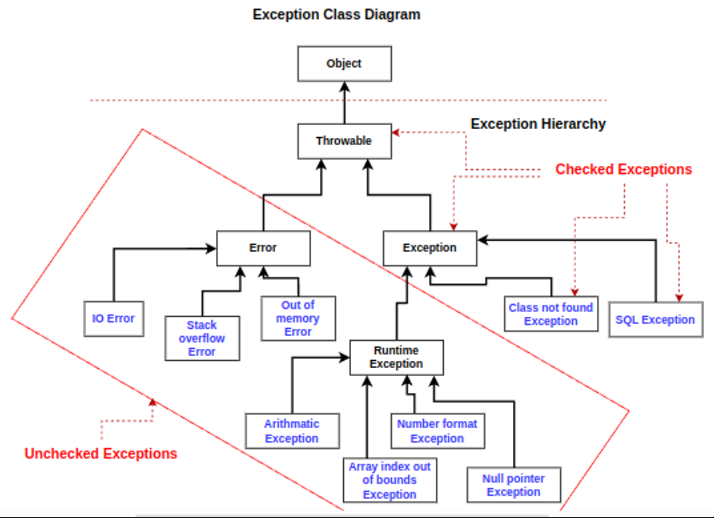 Exception Class Diagram
Object
Exception Hierarchy
Throwable
Checked Exceptions
Error
Exception
IO Error
Stack
overflow
Error
Out of
memory
Error
Class not found
Exception
SQL Exception
Runtime
Exception
Arithmatic
Exception
Number format
Exception
Unchecked Exceptions
Array index out
of bounds
Exception
Null pointer
Exception